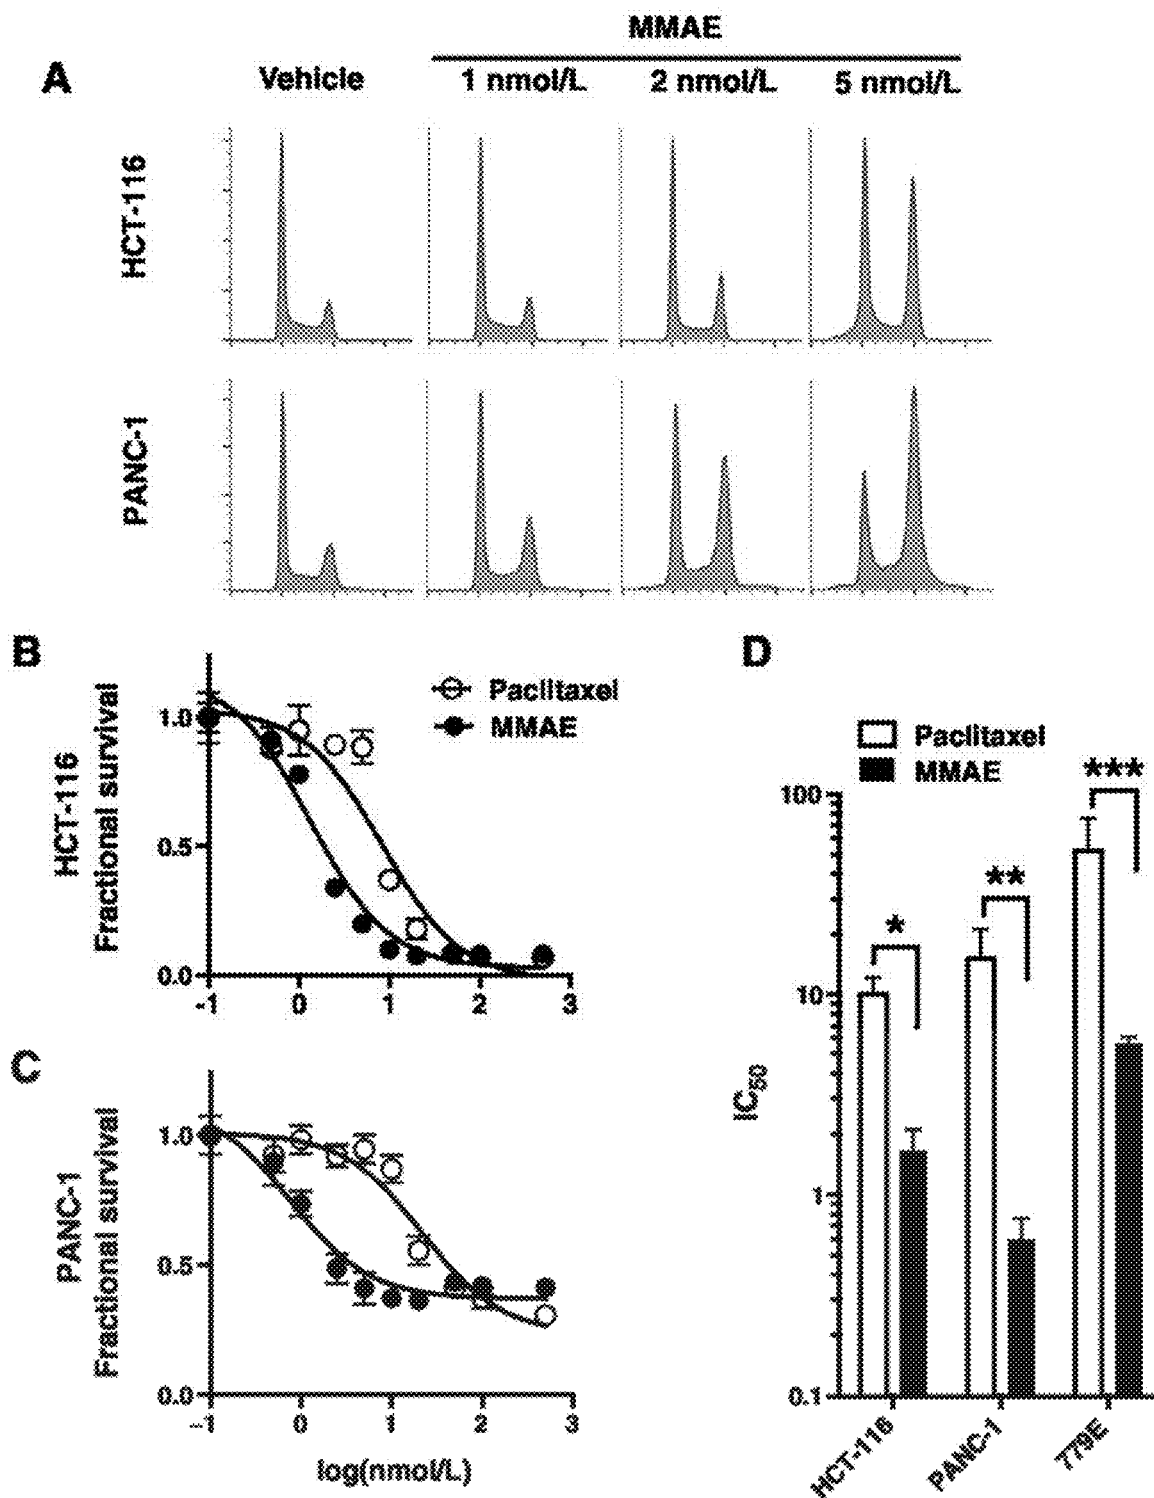 MMAE
A
Vehicle 1 nmol/L 2 nmol/L 5 nmol/L
HCT-116
PANC-1
B
HCT-116
Fractional survival
1.0
0.5
0.0
-1 0 1 2 3
Paclitaxel
MMAE
C
PANC-1
Fractional survival
1.0
0.5
0.0
-1 0 1 2 3
log(nmol/L)
D
Paclitaxel
MMAE
***
**
*
IC50
100
10
1
0.1
HCT-116 PANC-1 779E